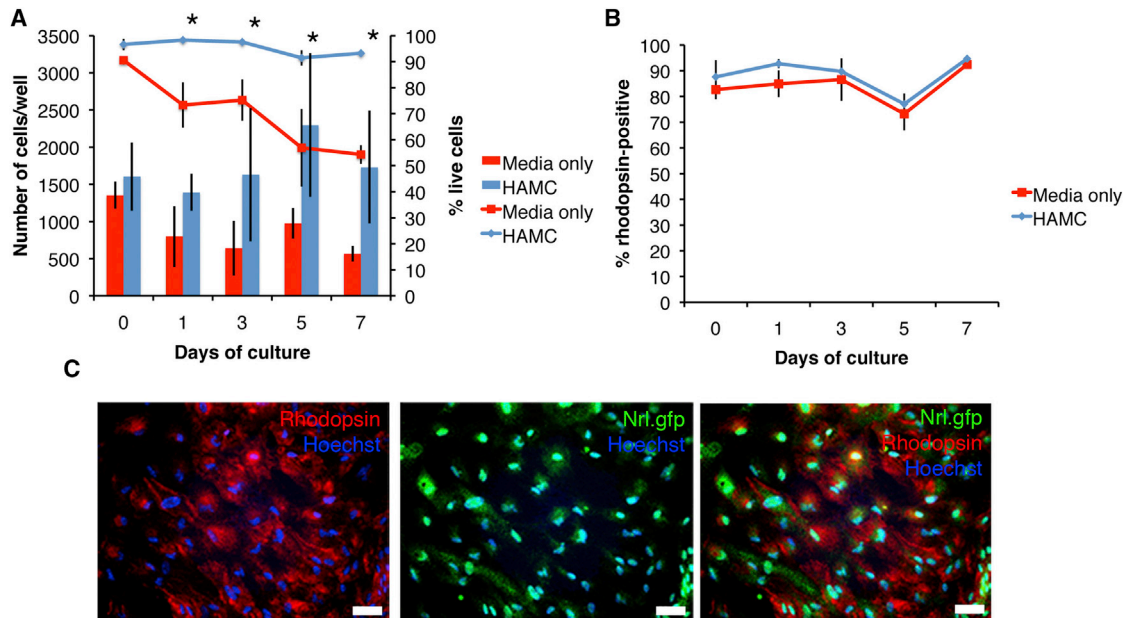 A
* * * *
3500
3000
2500
2000
1500
1000
500
0
Number of cells/well
100
90
80
70
60
50
40
30
20
10
0
% live cells
0 1 3 5 7
Days of culture
Media only
HAMC
Media only
HAMC
B
100
90
80
70
60
50
40
30
20
10
0
% rhodopsin-positive
0 1 3 5 7
Days of culture
Media only
HAMC
C
Rhodopsin
Hoechst
Nrl.gfp
Hoechst
Nrl.gfp
Rhodopsin
Hoechst